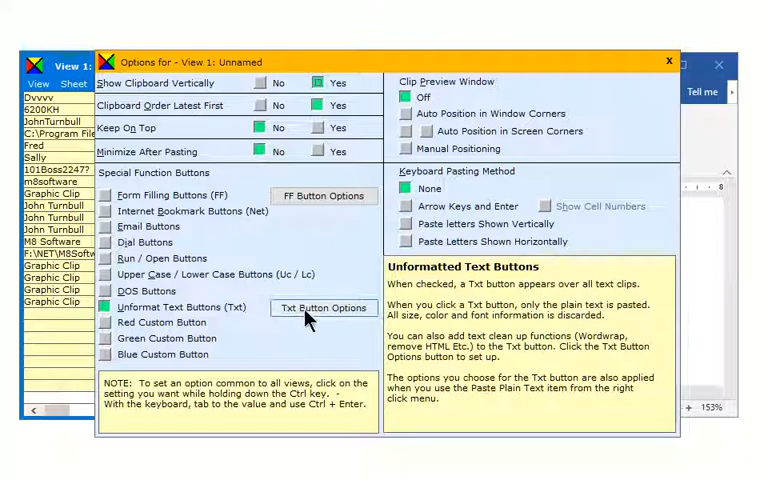 View 1:
Options for - View 1: Unnamed
x
View
Sheet
Tell me
Dvvvv
6200KH
JohnTurnbull
C:\Program File
Fred
Sally
101Boss2247?
m8software
Graphic Clip
John Turnbull
John Turnbull
John Turnbull
M8 Software
F:\NET\M8Softw
Graphic Clip
Graphic Clip
Graphic Clip
Graphic Clip
Show Clipboard Vertically
No
Yes
Clipboard Order Latest First
No
Yes
Keep On Top
No
Yes
Minimize After Pasting
No
Yes
Special Function Buttons
Form Filling Buttons (FF)
FF Button Options
Internet Bookmark Buttons (Net)
Email Buttons
Dial Buttons
Run / Open Buttons
Upper Case / Lower Case Buttons (Uc / Lc)
DOS Buttons
Unformat Text Buttons (Txt)
Txt Button Options
Red Custom Button
Green Custom Button
Blue Custom Button
NOTE: To set an option common to all views, click on the
setting you want while holding down the Ctrl key. -
With the keyboard, tab to the value and use Ctrl + Enter.
Clip Preview Window
Off
Auto Position in Window Corners
Auto Position in Screen Corners
Manual Positioning
Keyboard Pasting Method
None
Arrow Keys and Enter
Show Cell Numbers
Paste letters Shown Vertically
Paste Letters Shown Horizontally
Unformatted Text Buttons
When checked, a Txt button appears over all text clips.
When you click a Txt button, only the plain text is pasted.
All size, color and font information is discarded.
You can also add text clean up functions (Wordwrap,
remove HTML Etc.) to the Txt button. Click the Txt Button
Options button to set up.
The options you choose for the Txt button are also applied
when you use the Paste Plain Text item from the right
click menu.
8
153%